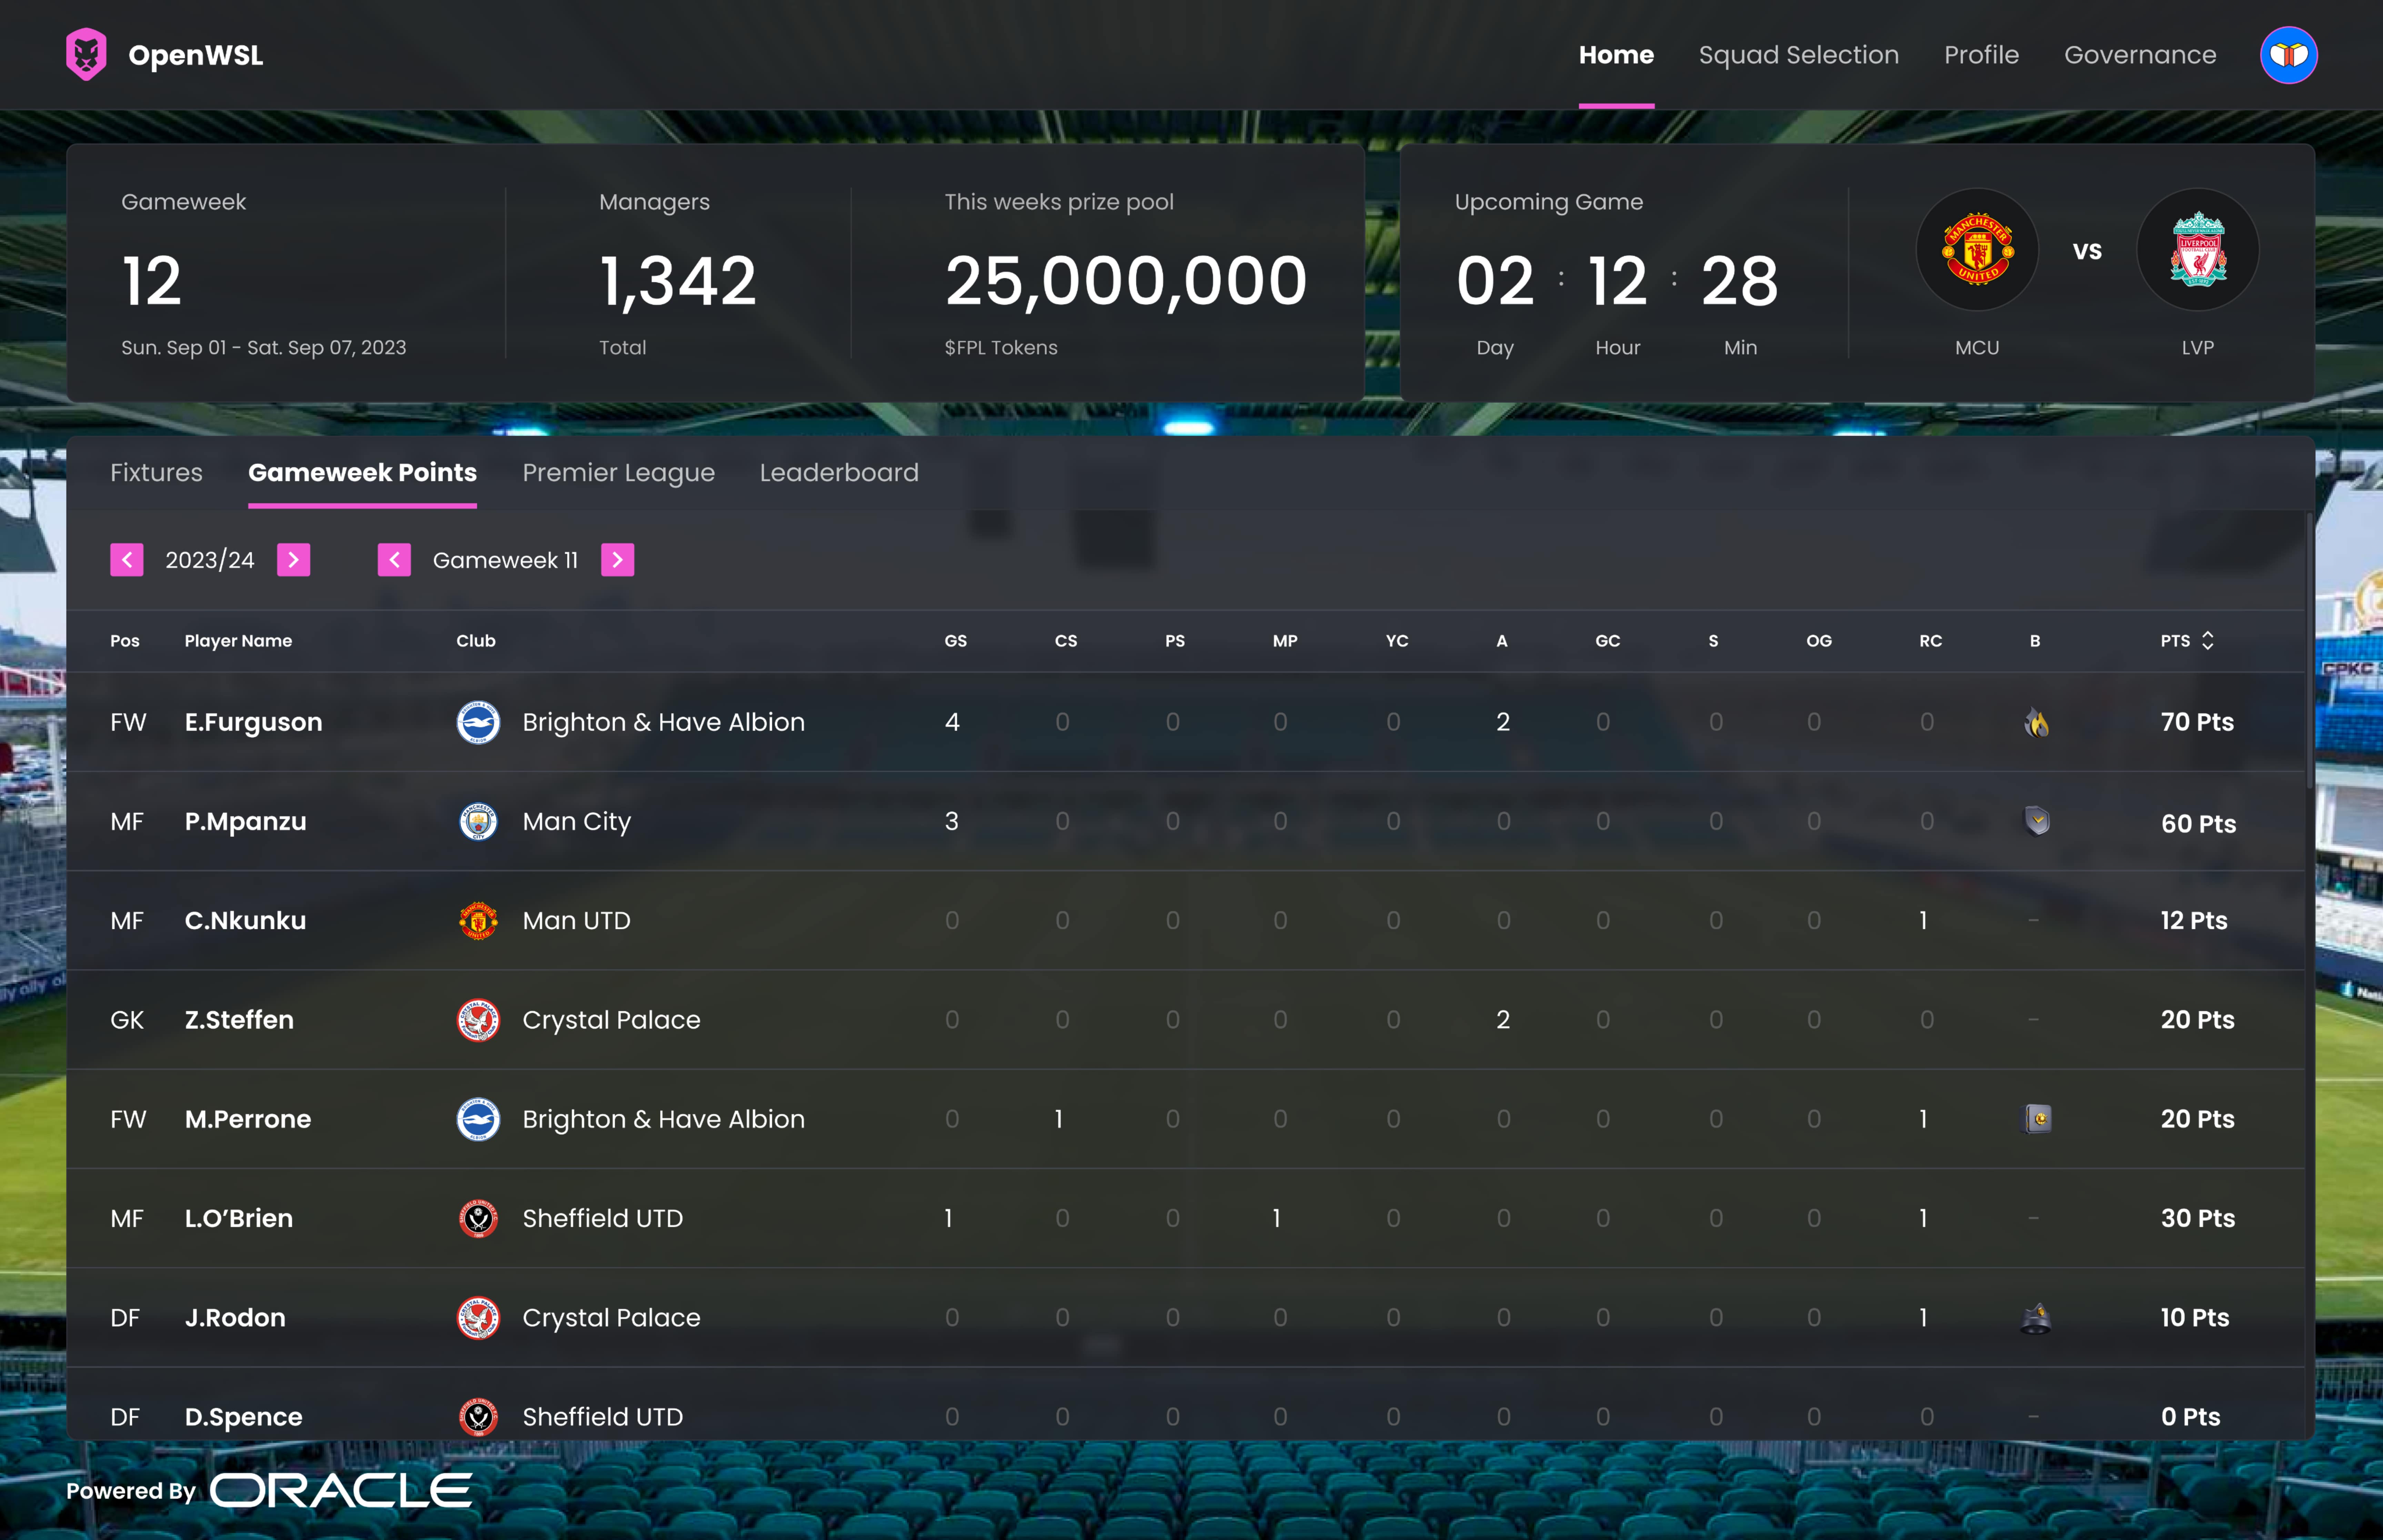 OpenWSL
Home Squad Selection Profile Governance
Gameweek Managers This weeks prize pool Upcoming Game
12 1,342 25,000,000 02 : 12 : 28 VS
Sun. Sep 01 - Sat. Sep 07, 2023 Total $FPL Tokens Day Hour Min MCU LVP
MANCHESTER
UNITED
LIVERPOOL
Fixtures Gameweek Points Premier League Leaderboard
2023/24 Gameweek 11
Pos Player Name Club GS CS PS MP YC A GC S OG RC B PTS
FW E.Furguson Brighton & Have Albion 4 0 0 0 0 2 0 0 0 0 70 Pts
MF P.Mpanzu Man City 3 0 0 0 0 0 0 0 0 0 60 Pts
MF C.Nkunku Man UTD 0 0 0 0 0 0 0 0 0 1 - 12 Pts
GK Z.Steffen Crystal Palace 0 0 0 0 0 2 0 0 0 0 - 20 Pts
FW M.Perrone Brighton & Have Albion 0 1 0 0 0 0 0 0 0 1 20 Pts
MF L.O’Brien Sheffield UTD 1 0 0 1 0 0 0 0 0 1 - 30 Pts
DF J.Rodon Crystal Palace 0 0 0 0 0 0 0 0 0 1 10 Pts
DF D.Spence Sheffield UTD 0 0 0 0 0 0 0 0 0 0 - 0 Pts
CPKC
Powered By ORACLE